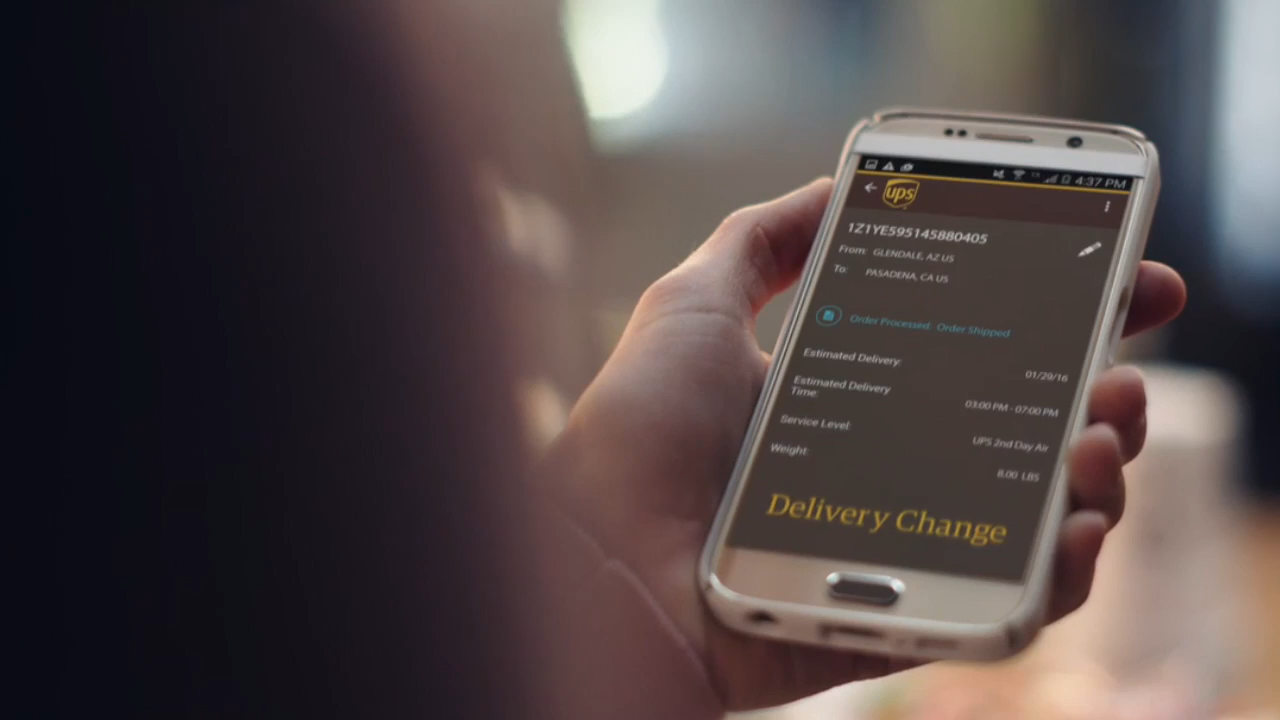 4:37 PM
ups
1Z1YE595145880405
From: GLENDALE, AZ US
To: PASADENA, CA US
Order Processed: Order Shipped
Estimated Delivery: 01/29/16
Estimated Delivery
Time: 03:00 PM - 07:00 PM
Service Level: UPS 2nd Day Air
Weight: 8.00 LBS
Delivery Change